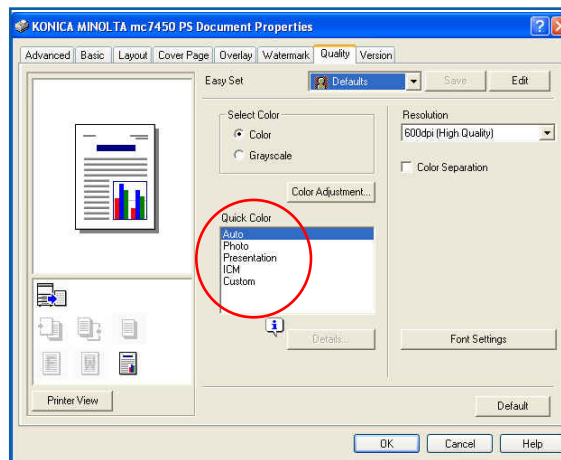 KONICA MINOLTA mc7450 PS Document Properties
Advanced Basic Layout Cover Page Overlay Watermark Quality Version
Easy Set Defaults Save Edit
Select Color
Color
Grayscale
Color Adjustment...
Quick Color
Auto
Photo
Presentation
ICM
Custom
Details...
Resolution
600dpi (High Quality)
Color Separation
Font Settings
Printer View
Default
OK Cancel Help